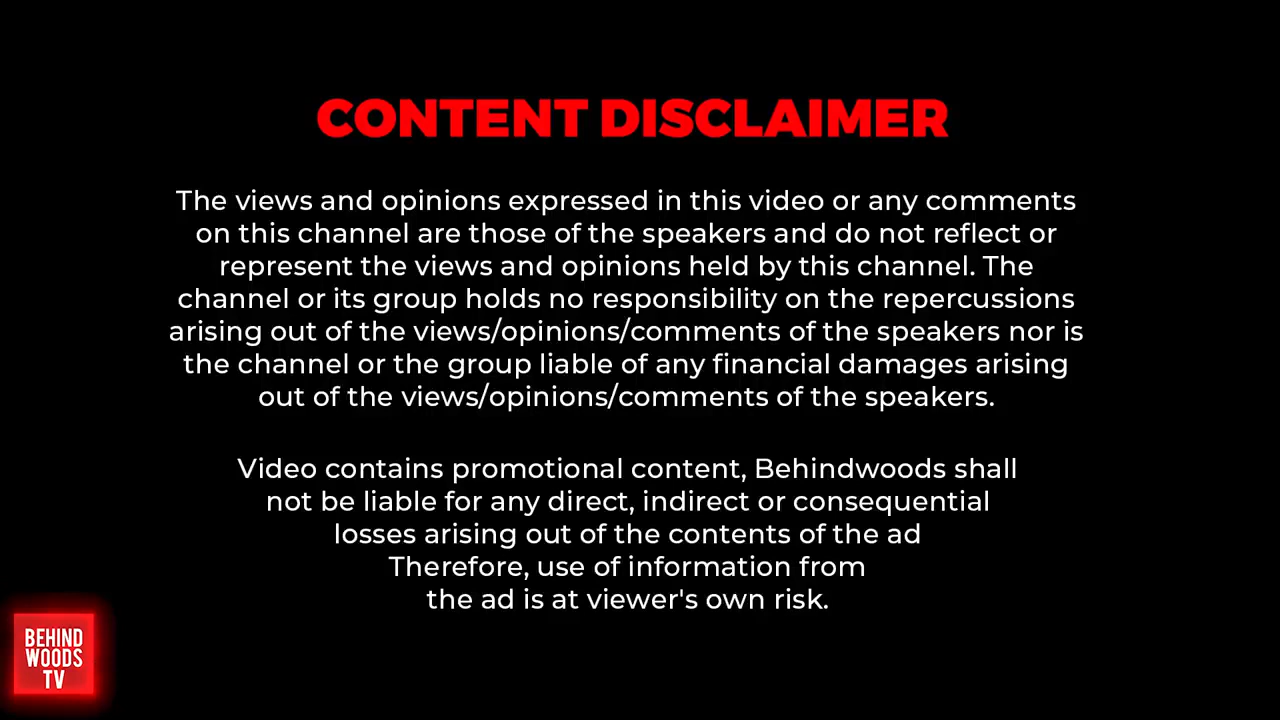 CONTENT DISCLAIMER
The views and opinions expressed in this video or any comments
on this channel are those of the speakers and do not reflect or
represent the views and opinions held by this channel. The
channel or its group holds no responsibility on the repercussions
arising out of the views/opinions/comments of the speakers nor is
the channel or the group liable of any financial damages arising
out of the views/opinions/comments of the speakers.
Video contains promotional content, Behindwoods shall
not be liable for any direct, indirect or consequential
losses arising out of the contents of the ad
Therefore, use of information from
the ad is at viewer's own risk.
BEHIND
WOODS
TV